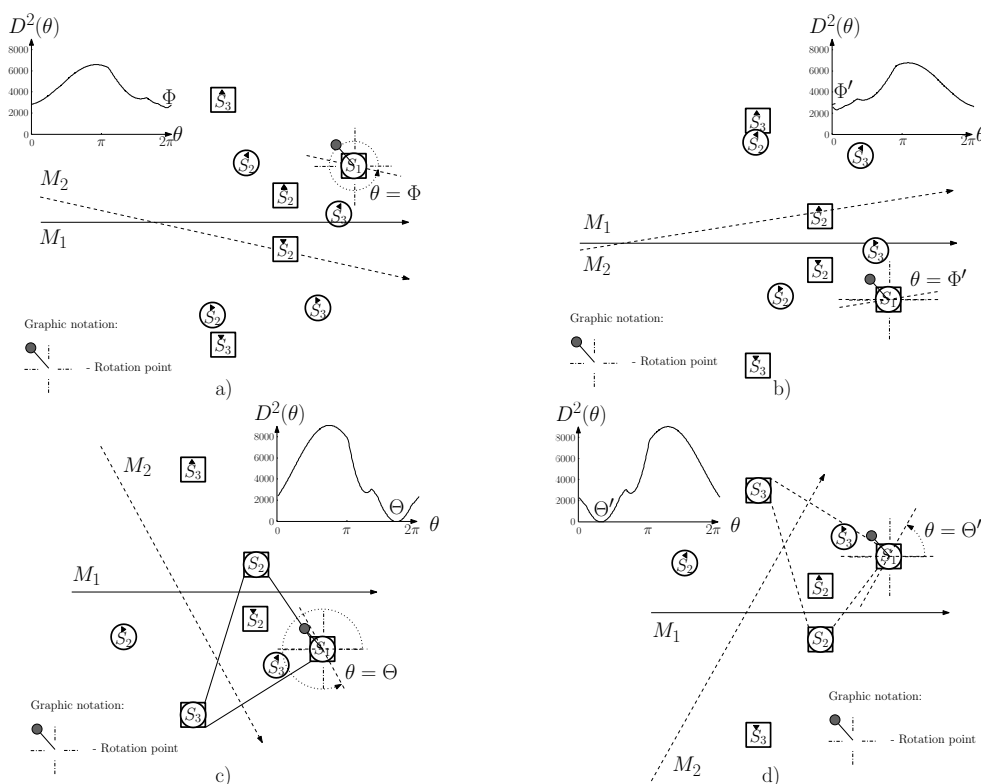 D²(θ)
8000
6000
4000
2000
0
0 π 2π
θ
Φ
S₃
S₂
S₁
θ = Φ
S₂
S₃
M₂
M₁
S₂
S₂
S₃
S₃
Graphic notation:
- Rotation point
a)
D²(θ)
8000
6000
4000
2000
0
0 π 2π
θ
Φ′
S₃
S₂
S₃
S₂
M₁
M₂
S₃
S₂
S₂
S₁
θ = Φ′
S₃
Graphic notation:
- Rotation point
b)
D²(θ)
8000
6000
4000
2000
0
0 π 2π
θ
Θ
M₂
S₃
S₂
M₁
S₂
S₂
S₁
S₃
θ = Θ
S₃
Graphic notation:
- Rotation point
c)
D²(θ)
8000
6000
4000
2000
0
0 π 2π
θ
Θ′
S₃
S₃
θ = Θ′
S₂
S₁
S₂
M₁
S₂
S₃
M₂
Graphic notation:
- Rotation point
d)